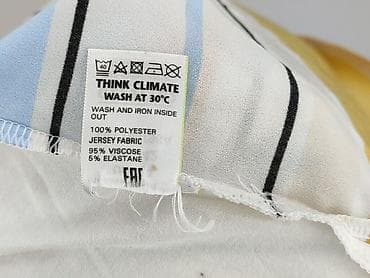 40
THINK CLIMATE
WASH AT 30°C
WASH AND IRON INSIDE
OUT
100% POLYESTER
JERSEY FABRIC
95% VISCOSE
5% ELASTANE
EAC